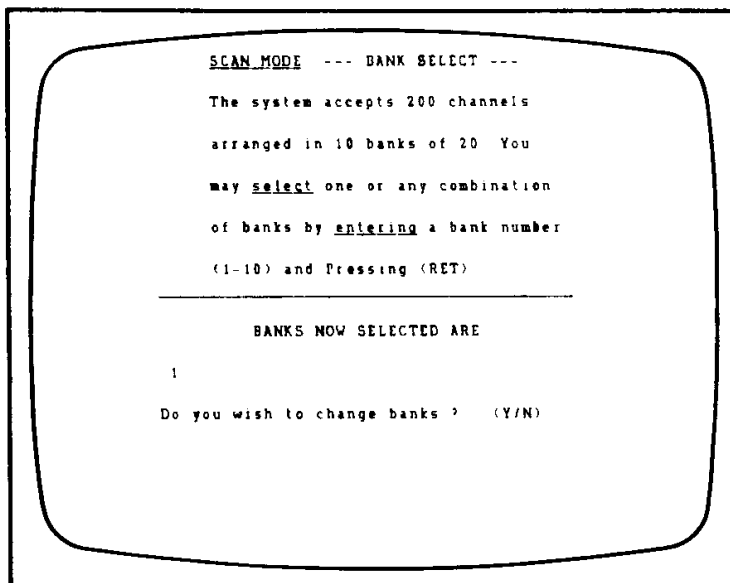 SCAN MODE --- BANK SELECT ---
The system accepts 200 channels
arranged in 10 banks of 20 You
may select one or any combination
of banks by entering a bank number
(1-10) and Pressing (RET)
BANKS NOW SELECTED ARE
1
Do you wish to change banks ? (Y/N)